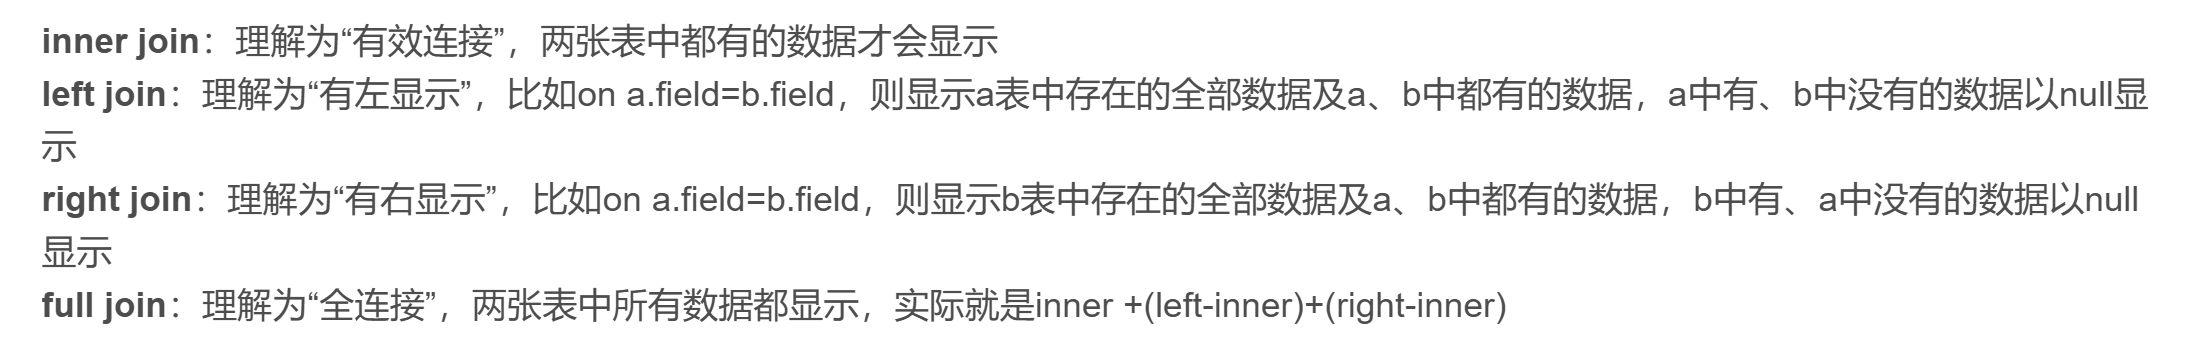 inner join：理解为“有效连接”，两张表中都有的数据才会显示
left join：理解为“有左显示”，比如on a.field=b.field，则显示a表中存在的全部数据及a、b中都有的数据，a中有、b中没有的数据以null显
示
right join：理解为“有右显示”，比如on a.field=b.field，则显示b表中存在的全部数据及a、b中都有的数据，b中有、a中没有的数据以null
显示
full join：理解为“全连接”，两张表中所有数据都显示，实际就是inner +(left-inner)+(right-inner)